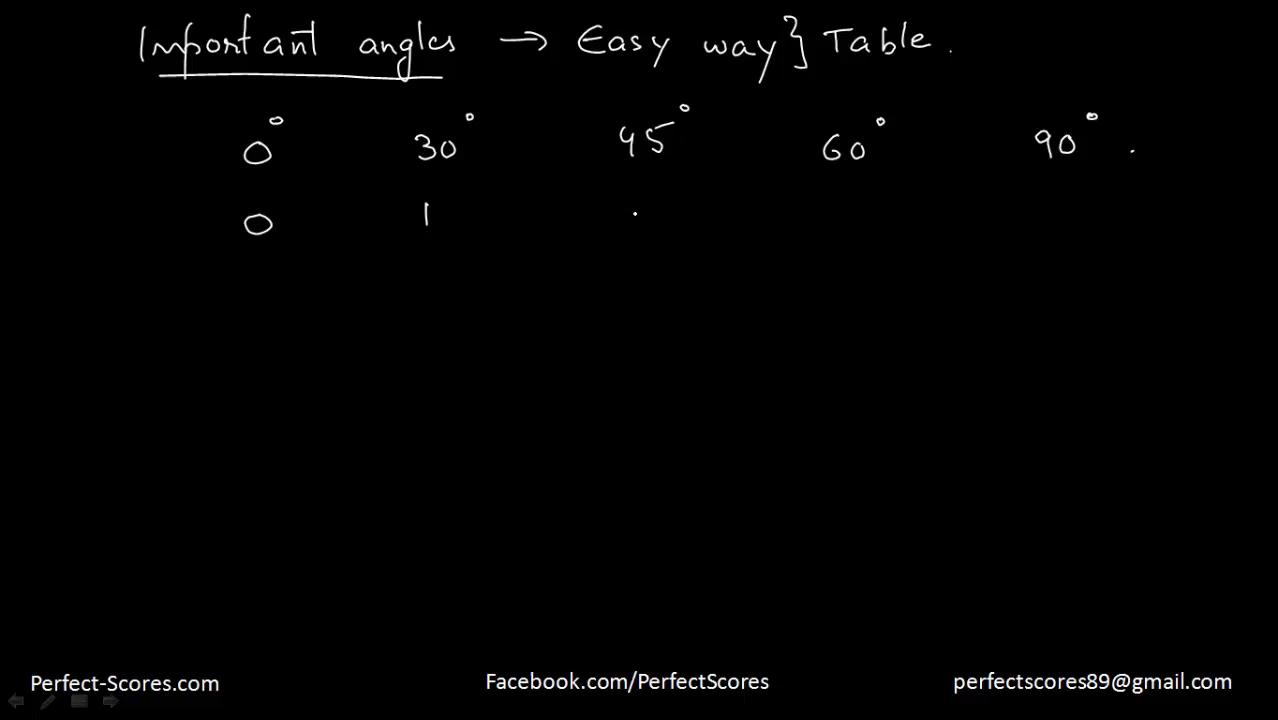 Important angles → Easy way} Table.
0° 30° 45° 60° 90° .
0 1 .
Perfect-Scores.com Facebook.com/PerfectScores perfectscores89@gmail.com